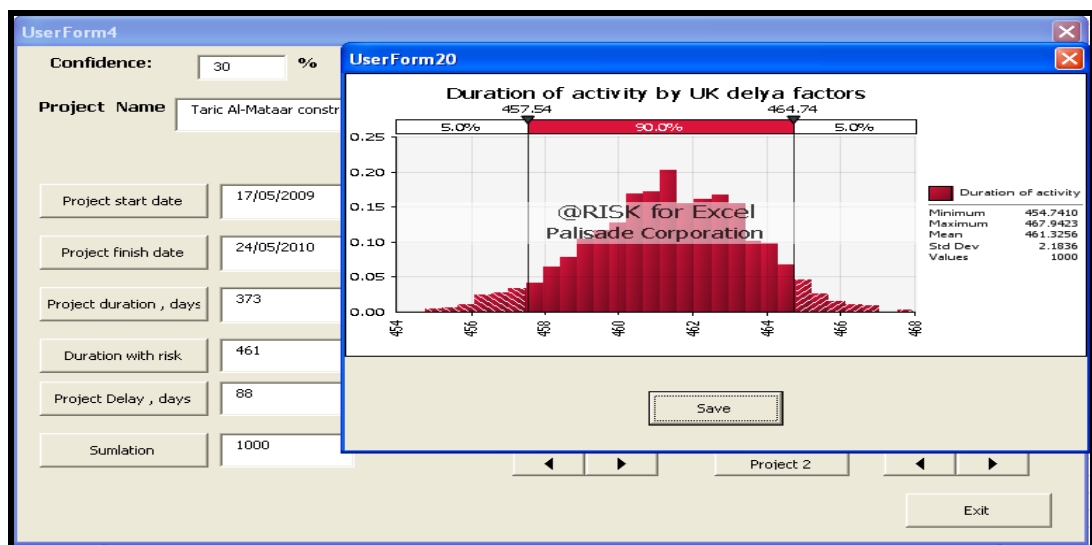 UserForm4
Confidence: 30 %
Project Name Taric Al-Mataar constr
Project start date 17/05/2009
Project finish date 24/05/2010
Project duration , days 373
Duration with risk 461
Project Delay , days 88
Sumlation 1000
Project 2
Exit
UserForm20
Duration of activity by UK delya factors
457.54 464.74
5.0% 90.0% 5.0%
0.25
0.20
0.15
0.10
0.05
0.00
454 456 458 460 462 464 466 468
@RISK for Excel
Palisade Corporation
Duration of activity
Minimum 454.7410
Maximum 467.9423
Mean 461.3256
Std Dev 2.1836
Values 1000
Save